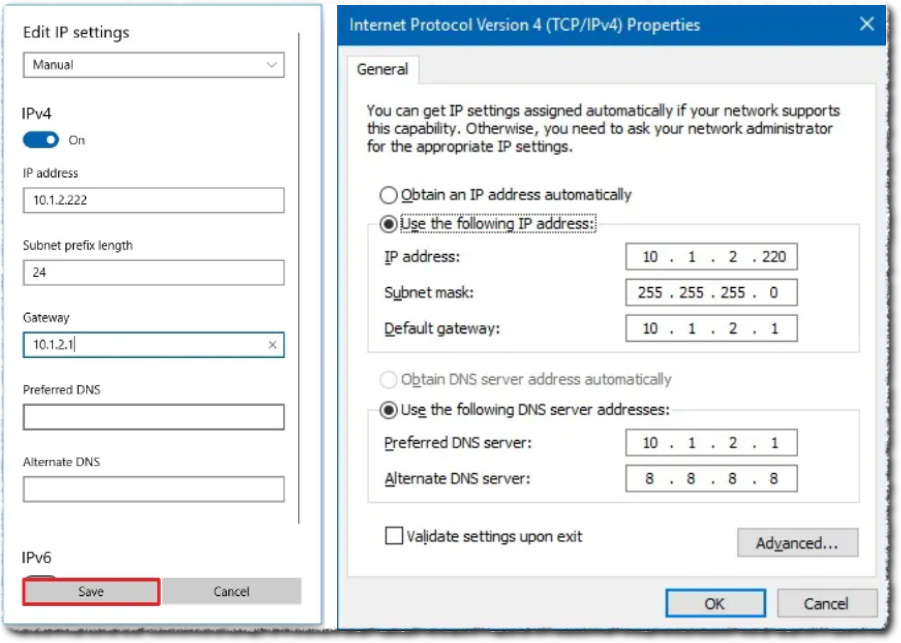 Edit IP settings
Manual
IPv4
On
IP address
10.1.2.222
Subnet prefix length
24
Gateway
10.1.2.1
Preferred DNS
Alternate DNS
IPv6
Save
Cancel
Internet Protocol Version 4 (TCP/IPv4) Properties
General
You can get IP settings assigned automatically if your network supports
this capability. Otherwise, you need to ask your network administrator
for the appropriate IP settings.
Obtain an IP address automatically
Use the following IP address:
IP address: 10 . 1 . 2 . 220
Subnet mask: 255 . 255 . 255 . 0
Default gateway: 10 . 1 . 2 . 1
Obtain DNS server address automatically
Use the following DNS server addresses:
Preferred DNS server: 10 . 1 . 2 . 1
Alternate DNS server: 8 . 8 . 8 . 8
Validate settings upon exit
Advanced...
OK
Cancel